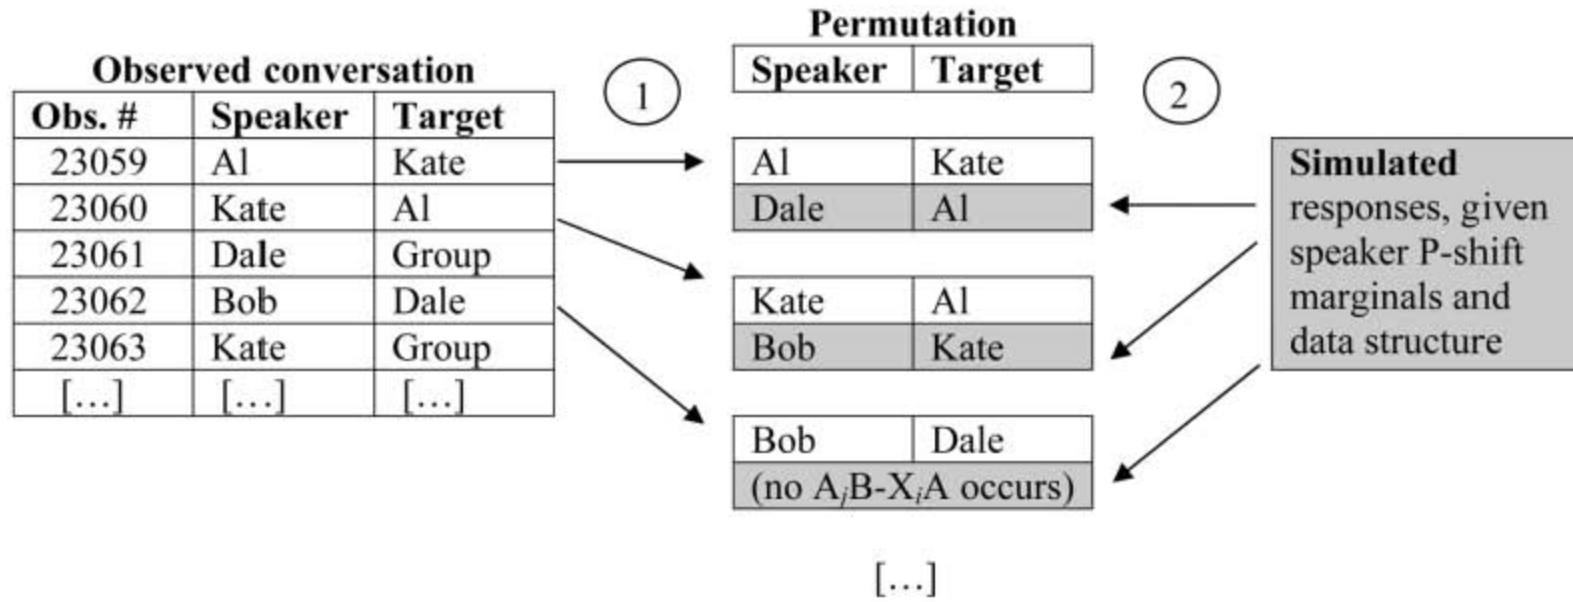 Observed conversation
Obs. # Speaker Target
23059 Al Kate
23060 Kate Al
23061 Dale Group
23062 Bob Dale
23063 Kate Group
[…] […] […]
1
Permutation
Speaker Target
Al Kate
Dale Al
Kate Al
Bob Kate
Bob Dale
(no AjB-XiA occurs)
[…]
2
Simulated
responses, given
speaker P-shift
marginals and
data structure